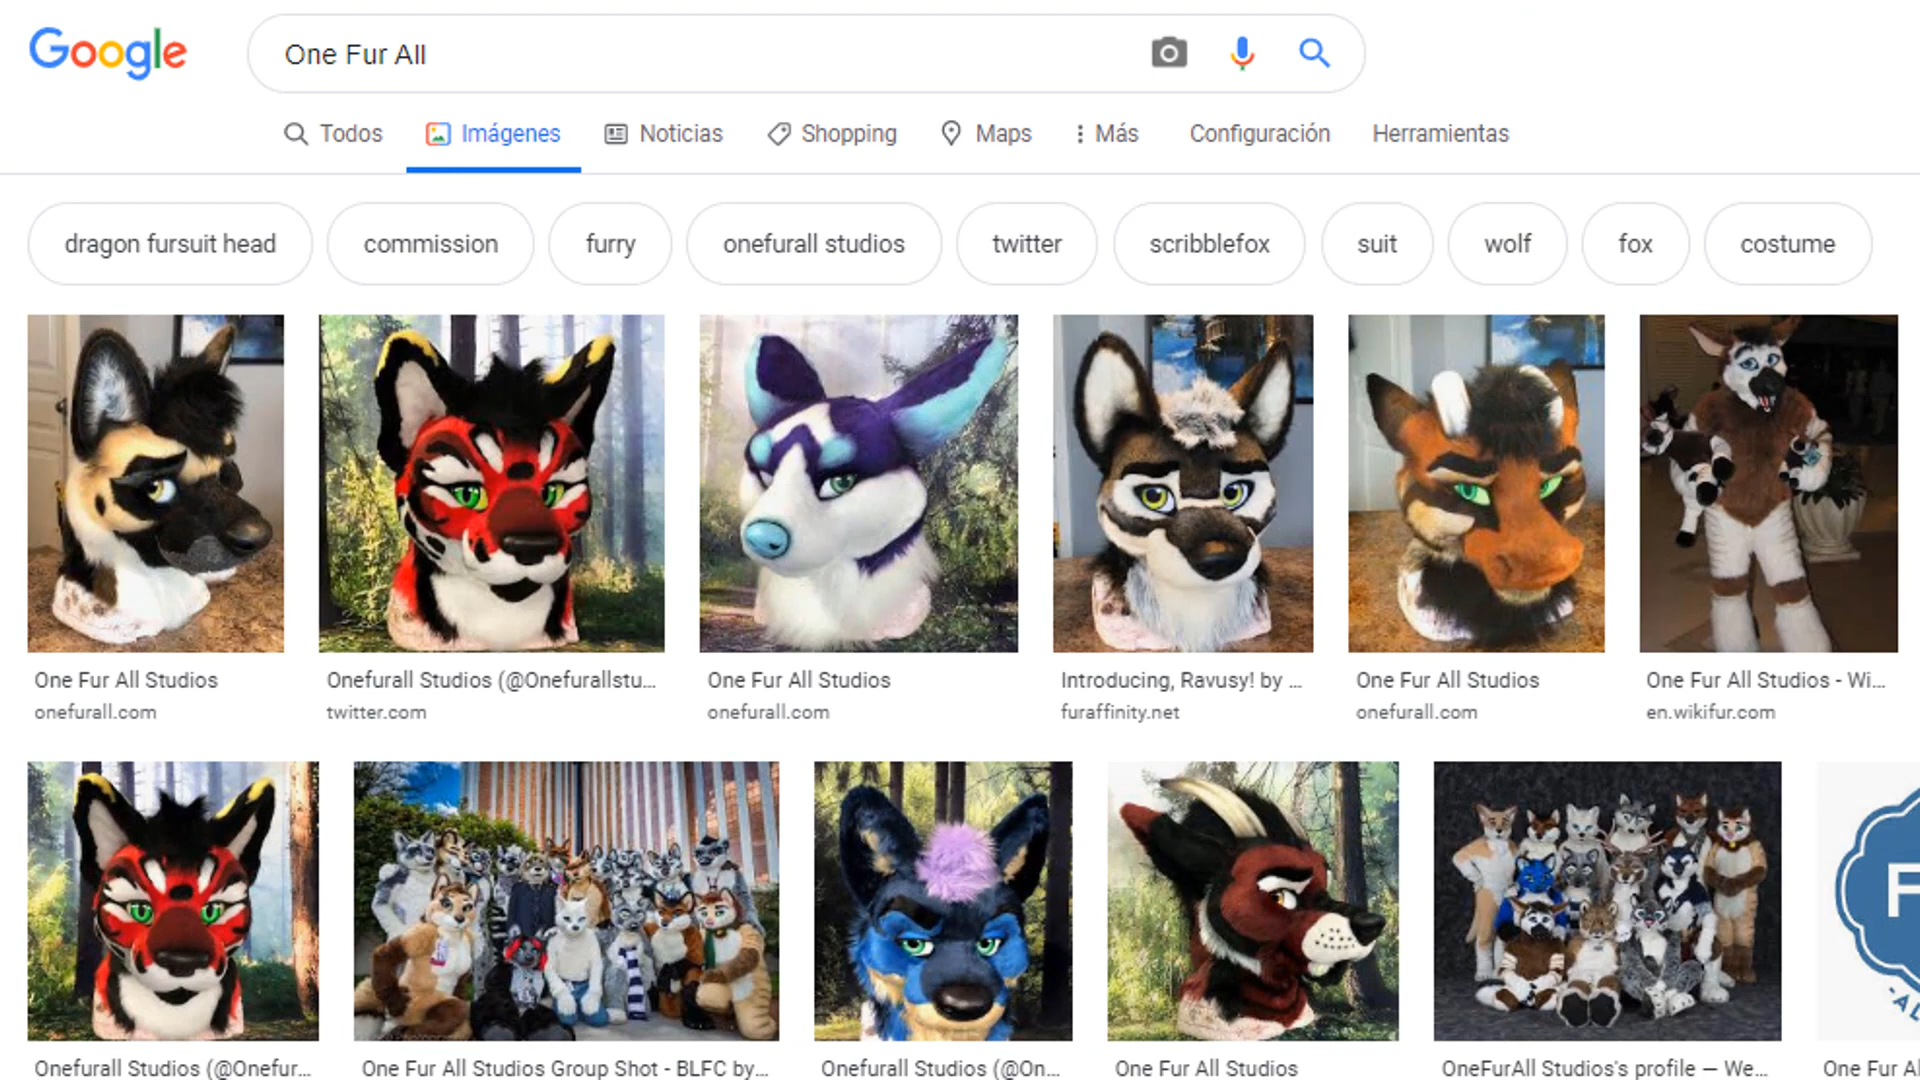 Google
One Fur All
Todos
Imágenes
Noticias
Shopping
Maps
Más
Configuración
Herramientas
dragon fursuit head
commission
furry
onefurall studios
twitter
scribblefox
suit
wolf
fox
costume
One Fur All Studios
onefurall.com
Onefurall Studios (@Onefurallstu...
twitter.com
One Fur All Studios
onefurall.com
Introducing, Ravusy! by ...
furaffinity.net
One Fur All Studios
onefurall.com
One Fur All Studios - Wi...
en.wikifur.com
F
-AL
Onefurall Studios (@Onefur...
One Fur All Studios Group Shot - BLFC by...
Onefurall Studios (@On...
One Fur All Studios
OneFurAll Studios's profile — We...
One Fur Al